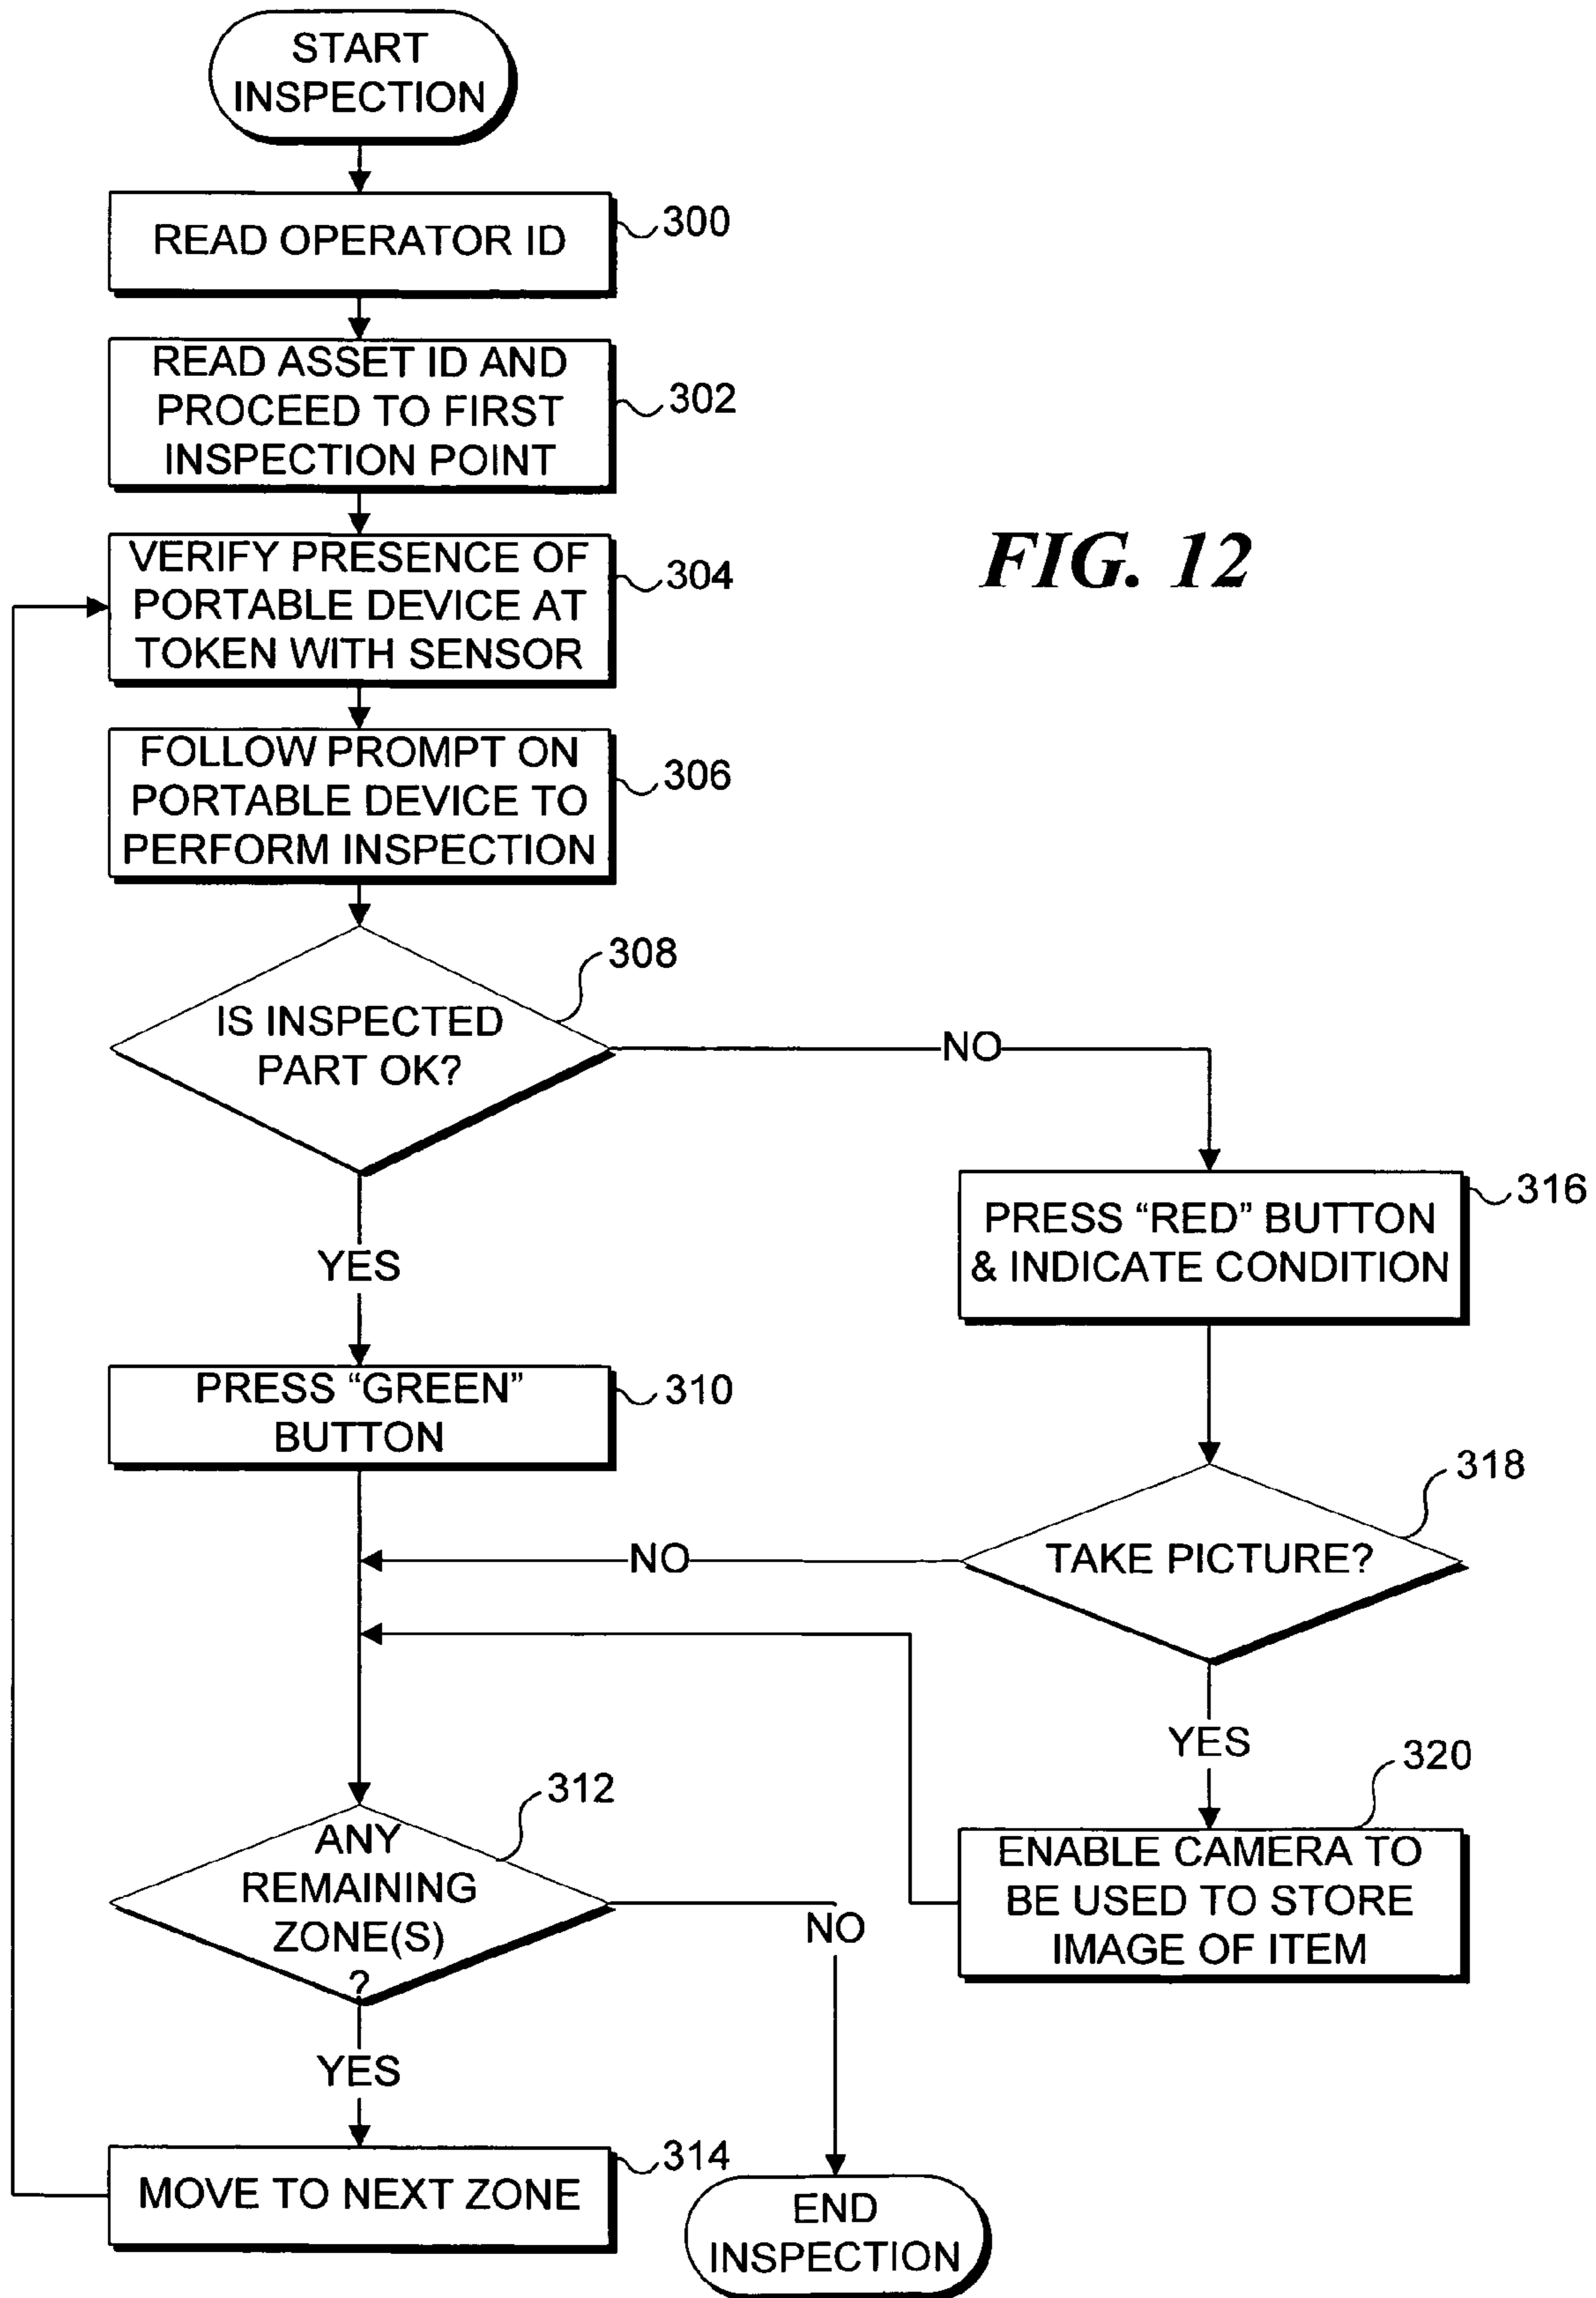 START
INSPECTION
READ OPERATOR ID
300
READ ASSET ID AND
PROCEED TO FIRST
INSPECTION POINT
302
FIG. 12
VERIFY PRESENCE OF
PORTABLE DEVICE AT
TOKEN WITH SENSOR
304
FOLLOW PROMPT ON
PORTABLE DEVICE TO
PERFORM INSPECTION
306
308
IS INSPECTED
PART OK?
NO
YES
316
PRESS “RED” BUTTON
& INDICATE CONDITION
PRESS “GREEN”
BUTTON
310
318
TAKE PICTURE?
NO
YES
320
ENABLE CAMERA TO
BE USED TO STORE
IMAGE OF ITEM
312
ANY
REMAINING
ZONE(S)
?
NO
YES
314
MOVE TO NEXT ZONE
END
INSPECTION